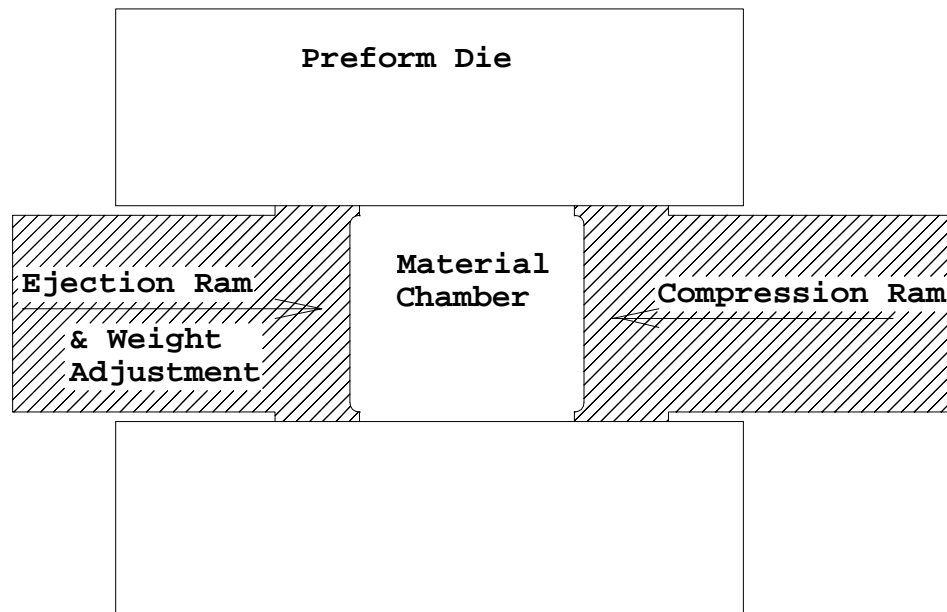 Preform Die
Material
Chamber
Ejection Ram
& Weight
Adjustment
Compression Ram